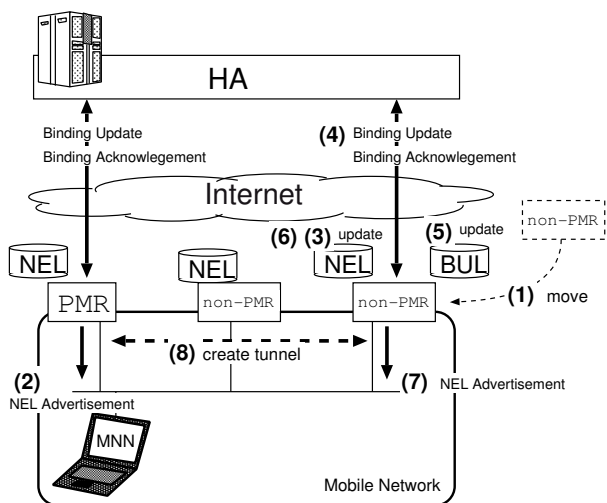 HA
Binding Update
Binding Acknowlegement
(4) Binding Update
Binding Acknowlegement
Internet
non-PMR
(6) (3) update
(5) update
NEL
NEL
NEL
BUL
(1) move
PMR
non-PMR
non-PMR
(8) create tunnel
(2)
NEL Advertisement
(7) NEL Advertisement
MNN
Mobile Network